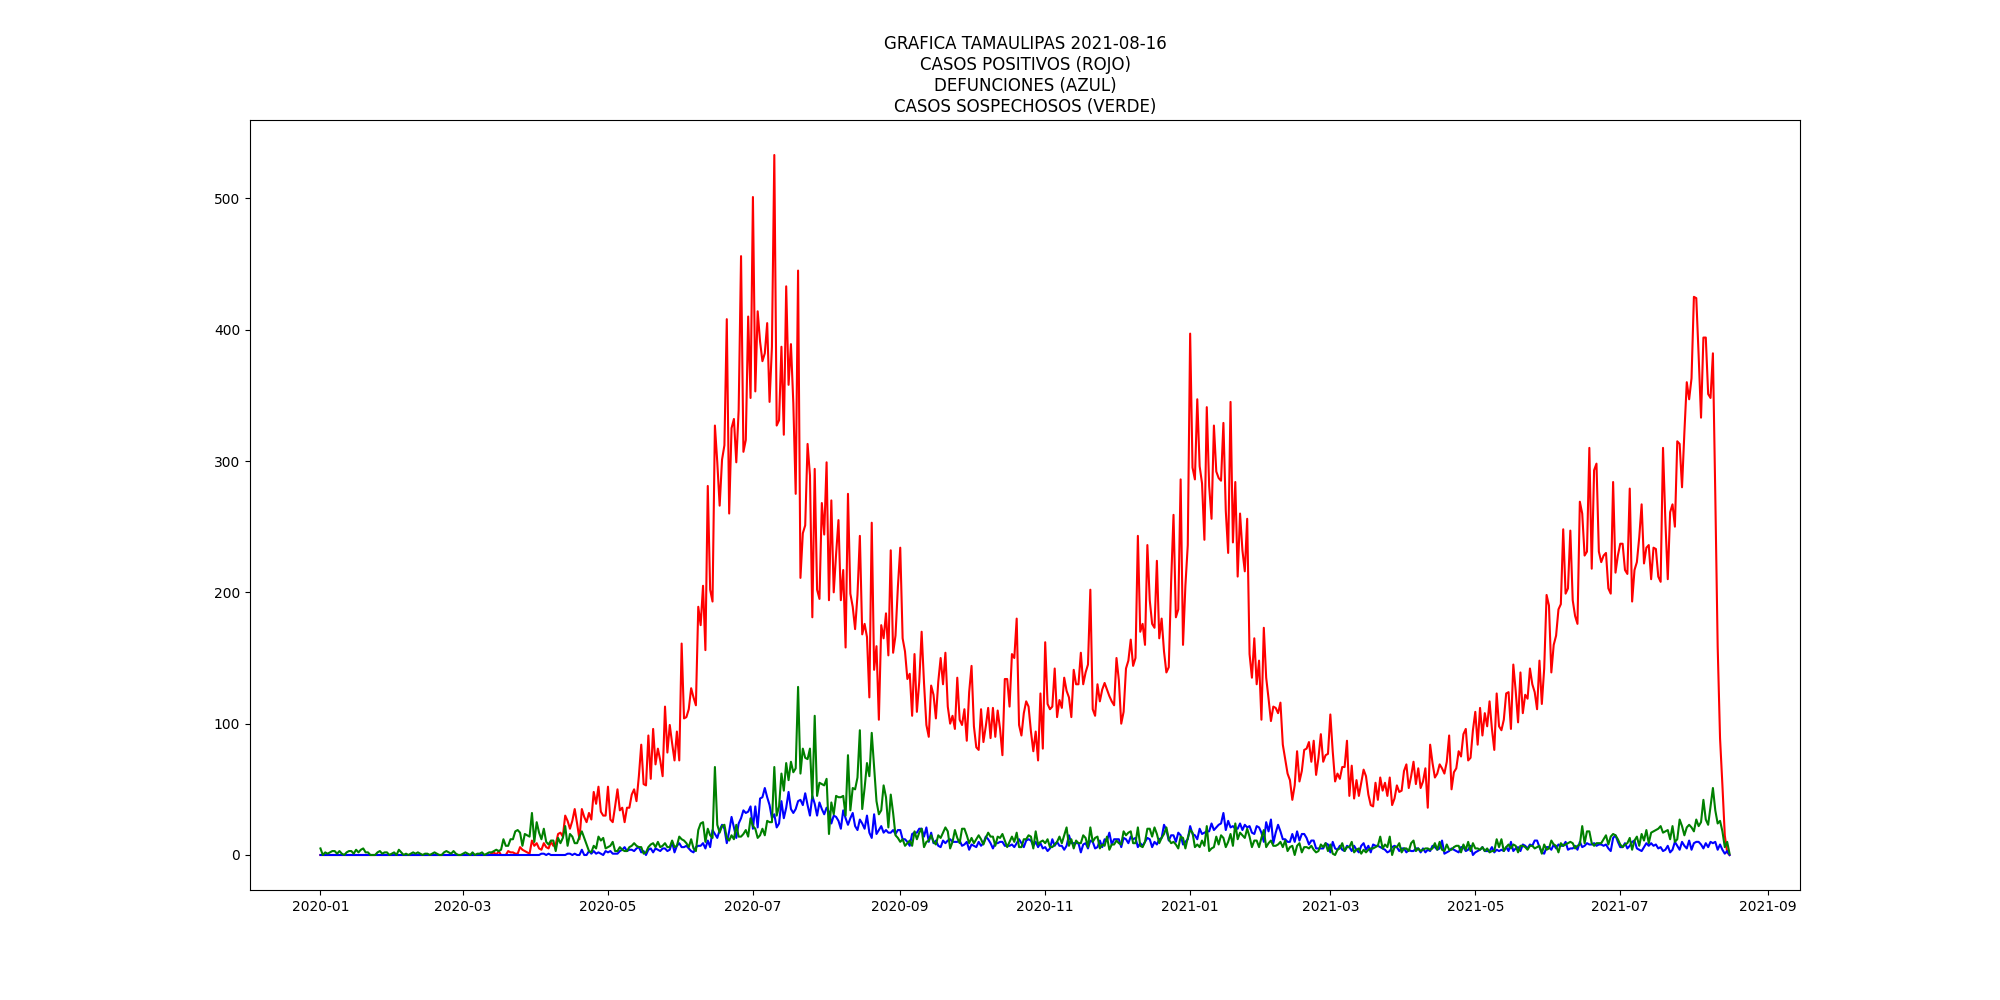 GRAFICA TAMAULIPAS 2021-08-16
CASOS POSITIVOS (ROJO)
DEFUNCIONES (AZUL)
CASOS SOSPECHOSOS (VERDE)
500
400
300
200
100
0
2020-01 2020-03 2020-05 2020-07 2020-09 2020-11 2021-01 2021-03 2021-05 2021-07 2021-09